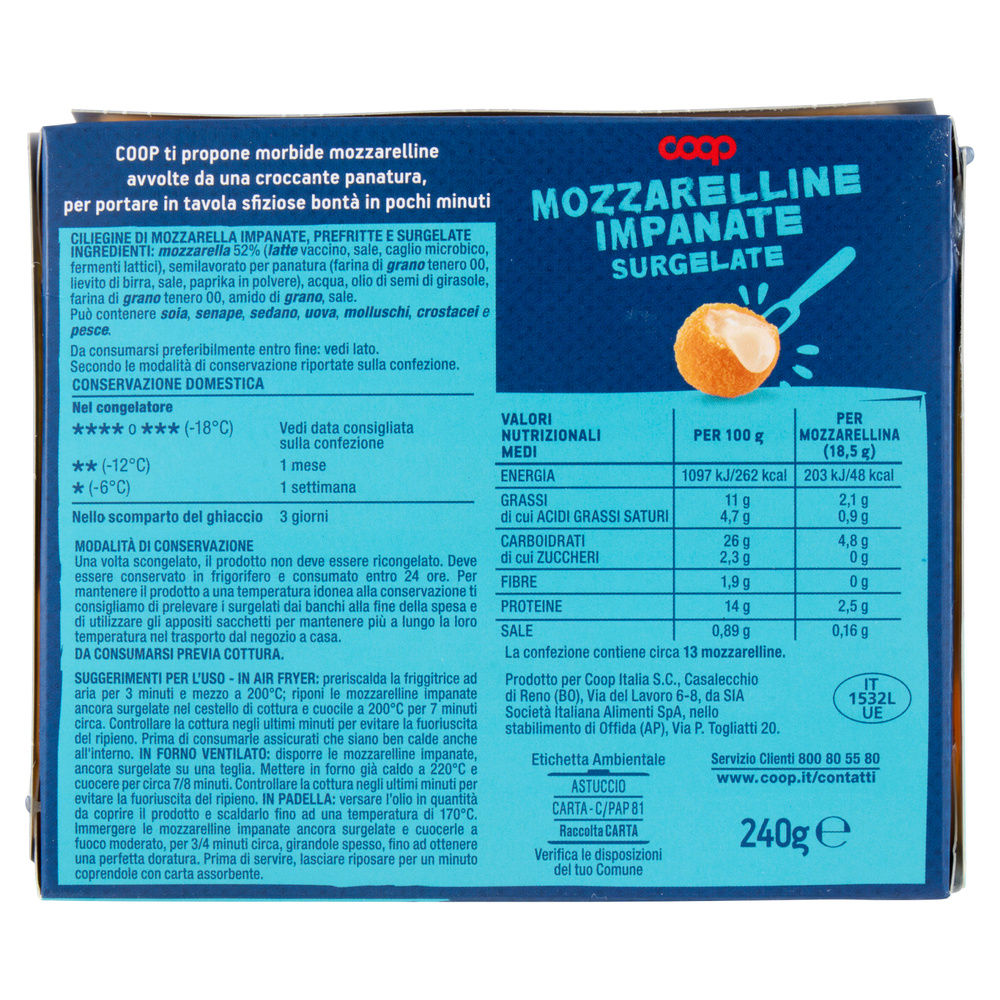 COOP ti propone morbide mozzarelline
avvolte da una croccante panatura,
per portare in tavola sfiziose bontà in pochi minuti
CILIEGINE DI MOZZARELLA IMPANATE, PREFRITTE E SURGELATE
INGREDIENTI: mozzarella 52% (latte vaccino, sale, caglio microbico,
fermenti lattici), semilavorato per panatura (farina di grano tenero 00,
lievito di birra, sale, paprika in polvere), acqua, olio di semi di girasole,
farina di grano tenero 00, amido di grano, sale.
Può contenere soia, senape, sedano, uova, molluschi, crostacei e
pesce.
Da consumarsi preferibilmente entro fine: vedi lato.
Secondo le modalità di conservazione riportate sulla confezione.
CONSERVAZIONE DOMESTICA
Nel congelatore
★★★★ o ★★★ (-18°C) Vedi data consigliata
sulla confezione
★★ (-12°C) 1 mese
★ (-6°C) 1 settimana
Nello scomparto del ghiaccio 3 giorni
MODALITÀ DI CONSERVAZIONE
Una volta scongelato, il prodotto non deve essere ricongelato. Deve
essere conservato in frigorifero e consumato entro 24 ore. Per
mantenere il prodotto a una temperatura idonea alla conservazione ti
consigliamo di prelevare i surgelati dai banchi alla fine della spesa e
di utilizzare gli appositi sacchetti per mantenere più a lungo la loro
temperatura nel trasporto dal negozio a casa.
DA CONSUMARSI PREVIA COTTURA.
SUGGERIMENTI PER L'USO - IN AIR FRYER: preriscalda la friggitrice ad
aria per 3 minuti e mezzo a 200°C; riponi le mozzarelline impanate
ancora surgelate nel cestello di cottura e cuocile a 200°C per 7 minuti
circa. Controllare la cottura negli ultimi minuti per evitare la fuoriuscita
del ripieno. Prima di consumarle assicurati che siano ben calde anche
all'interno. IN FORNO VENTILATO: disporre le mozzarelline impanate,
ancora surgelate su una teglia. Mettere in forno già caldo a 220°C e
cuocere per circa 7/8 minuti. Controllare la cottura negli ultimi minuti per
evitare la fuoriuscita del ripieno. IN PADELLA: versare l'olio in quantità
da coprire il prodotto e scaldarlo fino ad una temperatura di 170°C.
Immergere le mozzarelline impanate ancora surgelate e cuocerle a
fuoco moderato, per 3/4 minuti circa, girandole spesso, fino ad ottenere
una perfetta doratura. Prima di servire, lasciare riposare per un minuto
coprendole con carta assorbente.
coop
MOZZARELLINE
IMPANATE
SURGELATE
VALORI
NUTRIZIONALI
MEDI
PER 100 g
PER
MOZZARELLINA
(18,5 g)
ENERGIA 1097 kJ/262 kcal 203 kJ/48 kcal
GRASSI 11 g 2,1 g
di cui ACIDI GRASSI SATURI 4,7 g 0,9 g
CARBOIDRATI 26 g 4,8 g
di cui ZUCCHERI 2,3 g 0 g
FIBRE 1,9 g 0 g
PROTEINE 14 g 2,5 g
SALE 0,89 g 0,16 g
La confezione contiene circa 13 mozzarelline.
Prodotto per Coop Italia S.C., Casalecchio
di Reno (BO), Via del Lavoro 6-8, da SIA
Società Italiana Alimenti SpA, nello
stabilimento di Offida (AP), Via P. Togliatti 20.
IT
1532L
UE
Etichetta Ambientale
ASTUCCIO
CARTA - C/PAP 81
Raccolta CARTA
Verifica le disposizioni
del tuo Comune
Servizio Clienti 800 80 55 80
www.coop.it/contatti
240g ℮